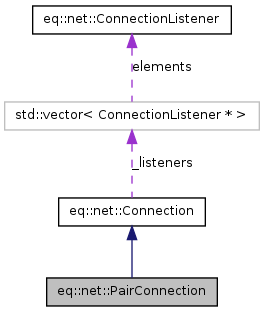 eq::net::ConnectionListener
elements
std::vector< ConnectionListener * >
_listeners
eq::net::Connection
eq::net::PairConnection